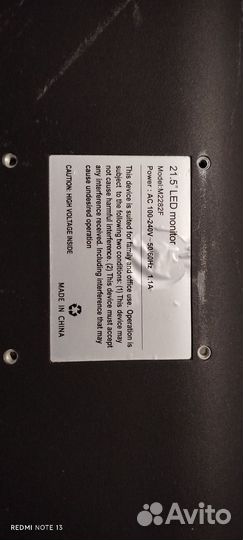 21.5" LED monitor
Model:M2282F
Power : AC 100-240V~50/60Hz 1.1A
This device is suited for family and office use. Operation is
subject to the following two conditions: (1) This device may
not cause harmful interference. (2) This device must accept
any interference received, including interference that may
cause undesired operation
CAUTION: HIGH VOLTAGE INSIDE
MADE IN CHINA
REDMI NOTE 13
Avito